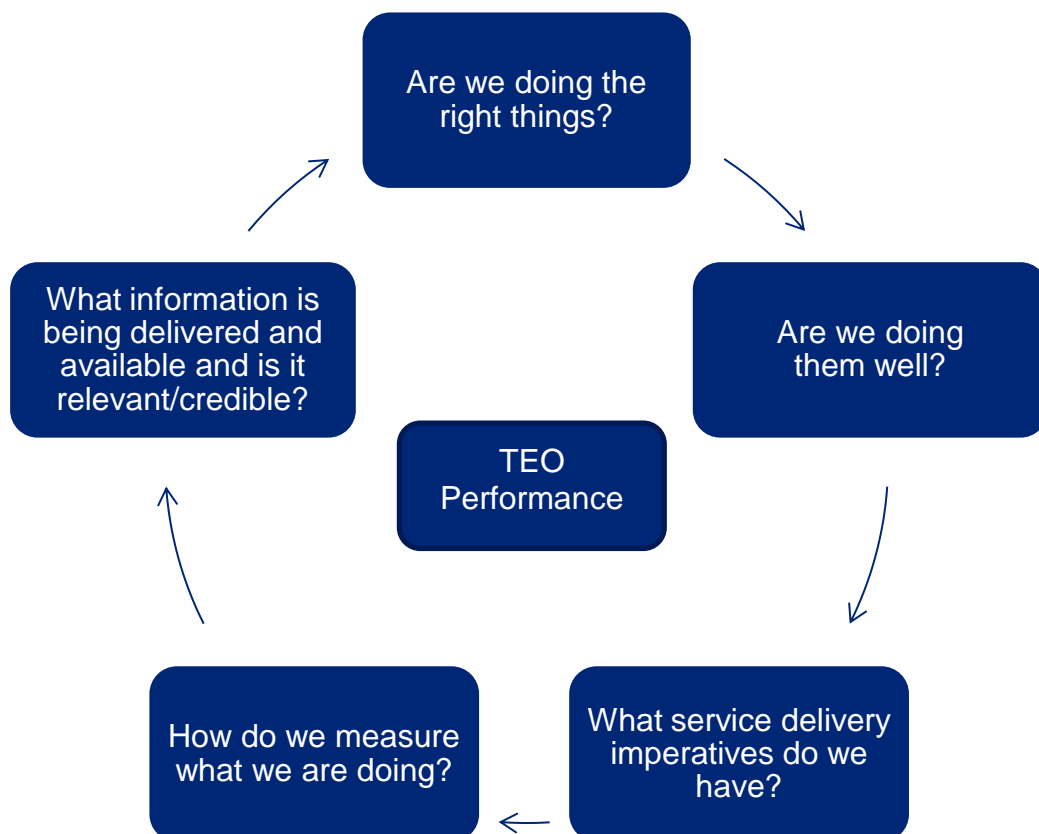 Are we doing the
right things?
Are we doing
them well?
What service delivery
imperatives do we
have?
How do we measure
what we are doing?
What information is
being delivered and
available and is it
relevant/credible?
TEO
Performance